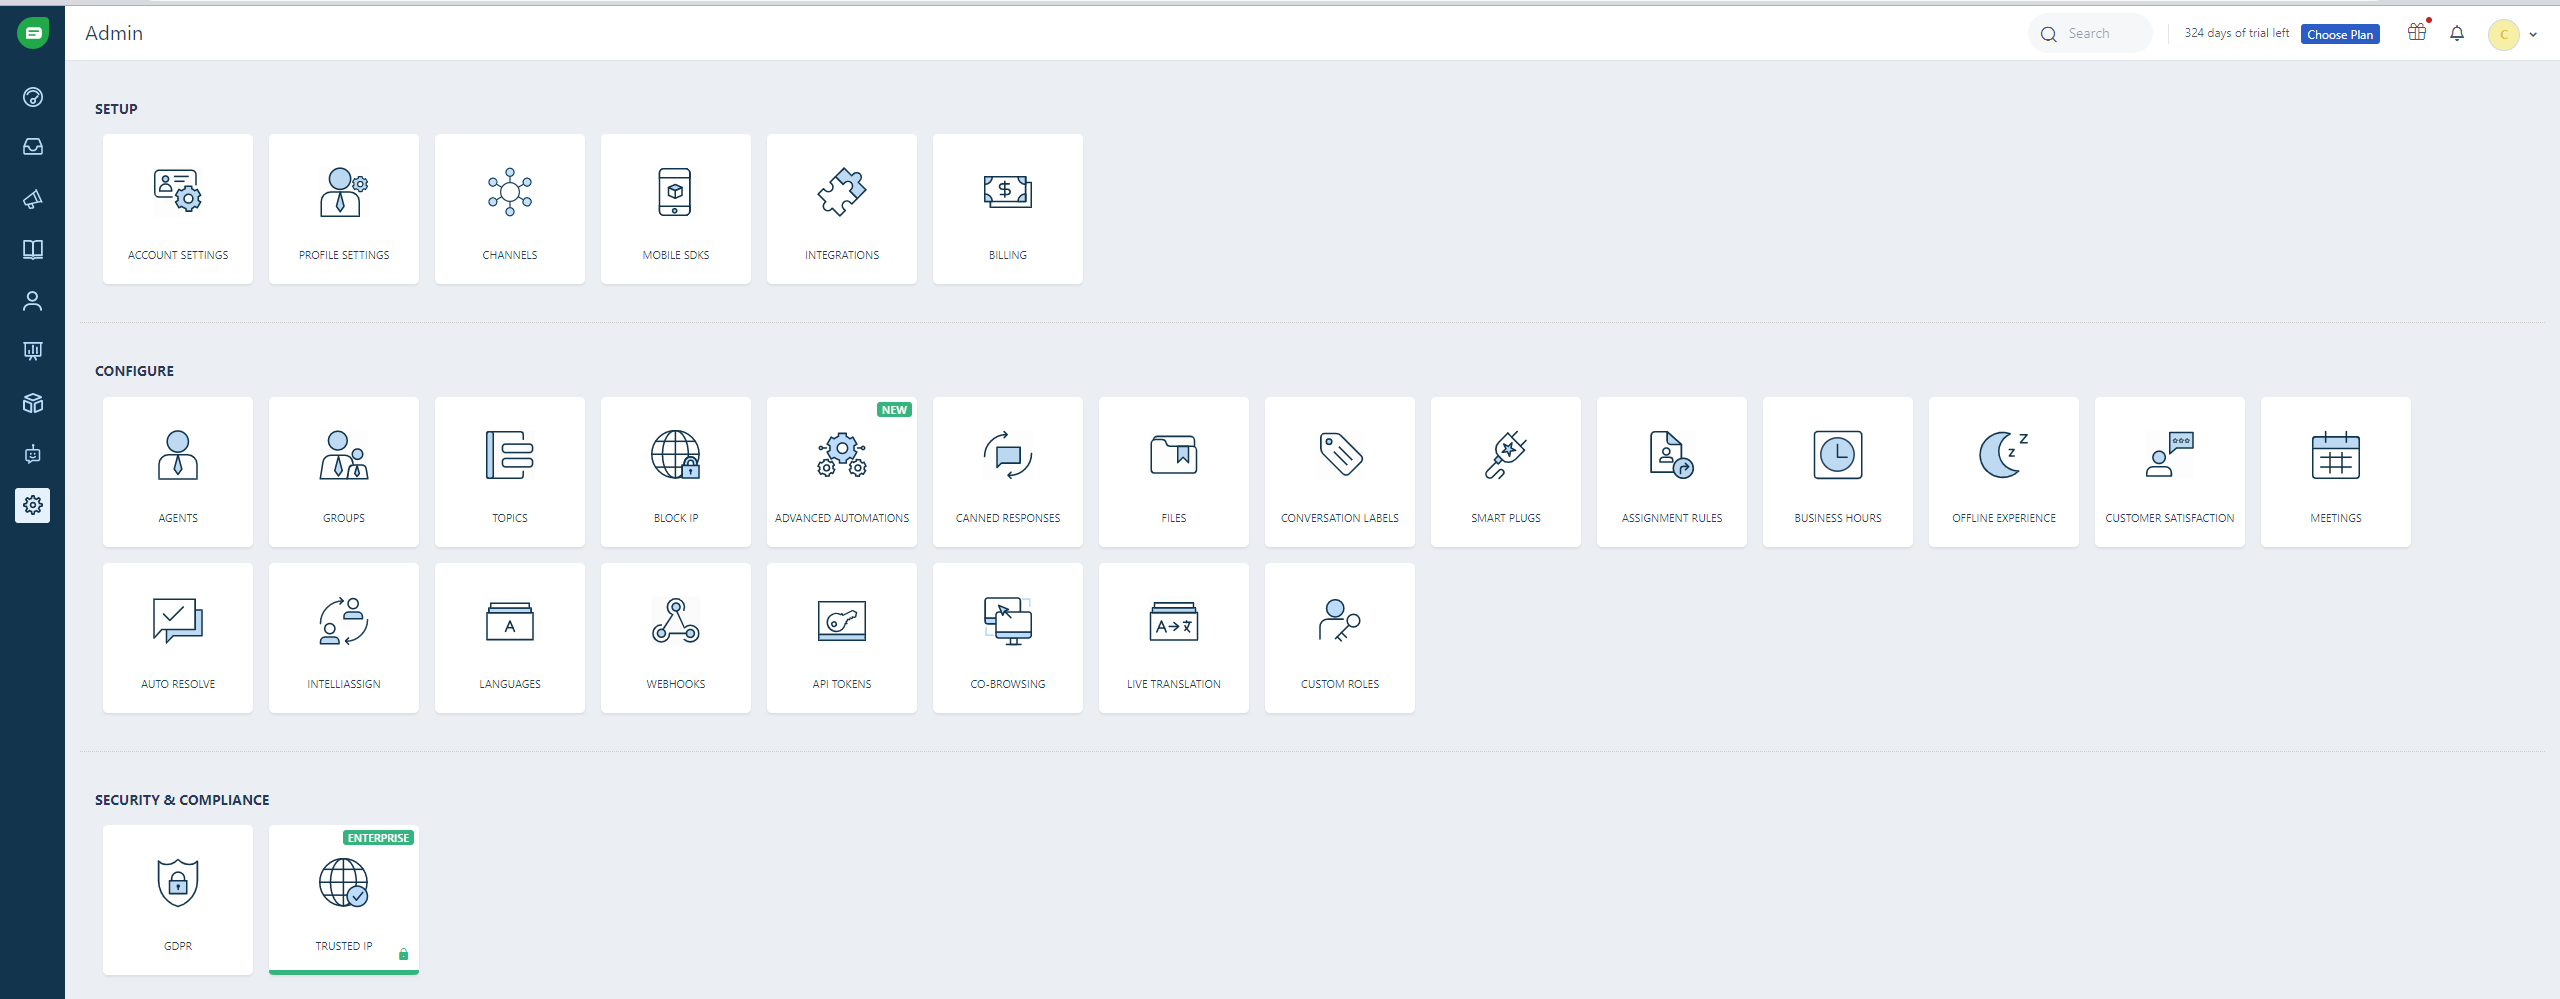 Admin
Search
324 days of trial left
Choose Plan
C
SETUP
ACCOUNT SETTINGS
PROFILE SETTINGS
CHANNELS
MOBILE SDKS
INTEGRATIONS
BILLING
CONFIGURE
NEW
AGENTS
GROUPS
TOPICS
BLOCK IP
ADVANCED AUTOMATIONS
CANNED RESPONSES
FILES
CONVERSATION LABELS
SMART PLUGS
ASSIGNMENT RULES
BUSINESS HOURS
OFFLINE EXPERIENCE
CUSTOMER SATISFACTION
MEETINGS
AUTO RESOLVE
INTELLIASSIGN
LANGUAGES
WEBHOOKS
API TOKENS
CO-BROWSING
LIVE TRANSLATION
CUSTOM ROLES
SECURITY & COMPLIANCE
ENTERPRISE
GDPR
TRUSTED IP